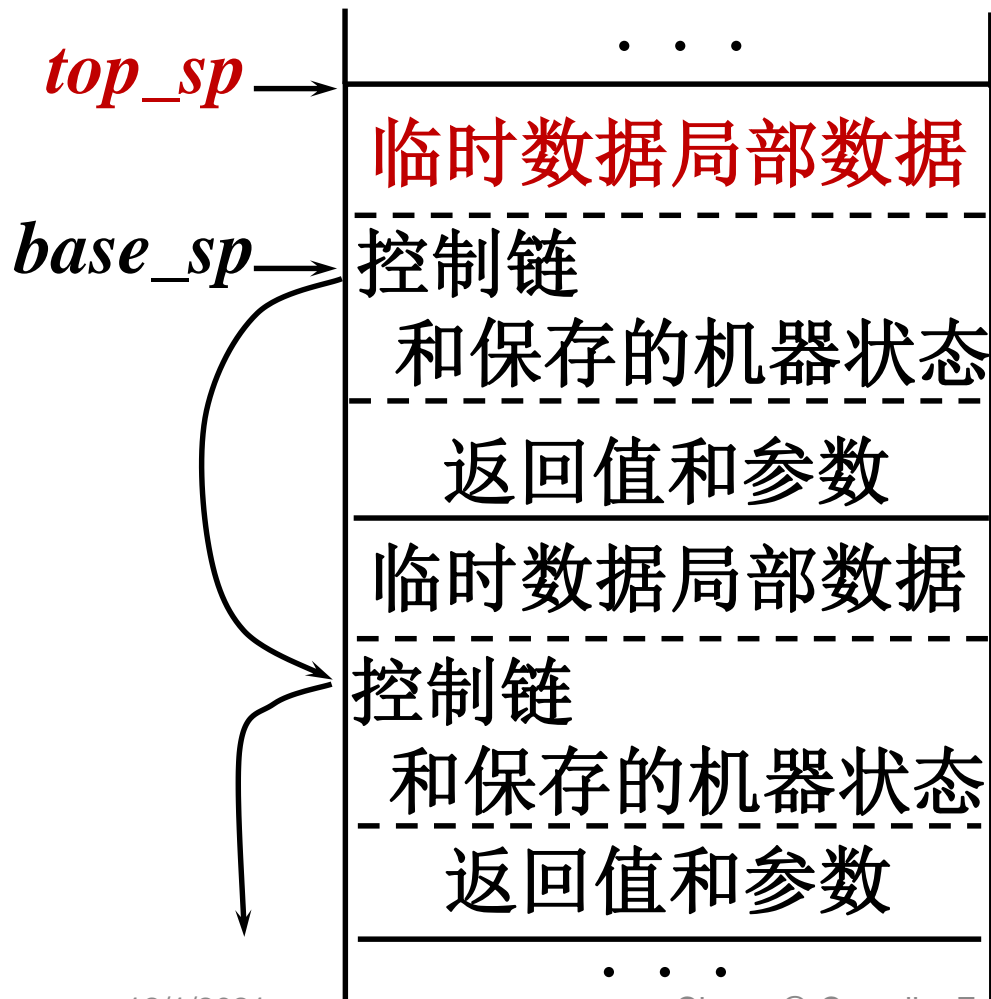 . . .
top_sp
临时数据局部数据
base_sp
控制链
和保存的机器状态
返回值和参数
临时数据局部数据
控制链
和保存的机器状态
返回值和参数
. . .